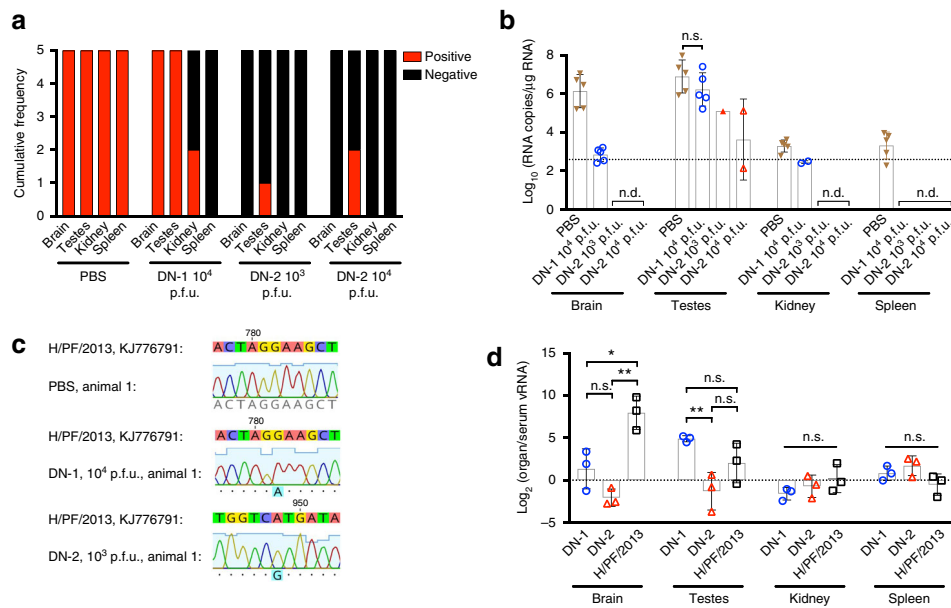 a
Cumulative frequency
5
4
3
2
1
0
Positive
Negative
Brain Testes Kidney Spleen
Brain Testes Kidney Spleen
Brain Testes Kidney Spleen
Brain Testes Kidney Spleen
PBS
DN-1 10⁴ p.f.u.
DN-2 10³ p.f.u.
DN-2 10⁴ p.f.u.
b
Log₁₀ (RNA copies/µg RNA)
8
6
4
2
0
n.s.
n.d.
n.d.
n.d.
PBS
DN-1 10⁴ p.f.u.
DN-2 10³ p.f.u.
DN-2 10⁴ p.f.u.
PBS
DN-1 10⁴ p.f.u.
DN-2 10³ p.f.u.
DN-2 10⁴ p.f.u.
PBS
DN-1 10⁴ p.f.u.
DN-2 10³ p.f.u.
DN-2 10⁴ p.f.u.
PBS
DN-1 10⁴ p.f.u.
DN-2 10³ p.f.u.
DN-2 10⁴ p.f.u.
Brain
Testes
Kidney
Spleen
c
780
H/PF/2013, KJ776791: ACTAGGAAGCT
PBS, animal 1:
ACTAGGAAGCT
780
H/PF/2013, KJ776791: ACTAGGAAGCT
DN-1, 10⁴ p.f.u., animal 1:
· · · · · A · · · · ·
950
H/PF/2013, KJ776791: TGGTCATGATA
DN-2, 10³ p.f.u., animal 1:
· · · · · G · · · · ·
d
Log₂ (organ/serum vRNA)
15
10
5
0
−5
*
n.s.
**
n.s.
**
n.s.
n.s.
n.s.
DN-1
DN-2
H/PF/2013
DN-1
DN-2
H/PF/2013
DN-1
DN-2
H/PF/2013
DN-1
DN-2
H/PF/2013
Brain
Testes
Kidney
Spleen